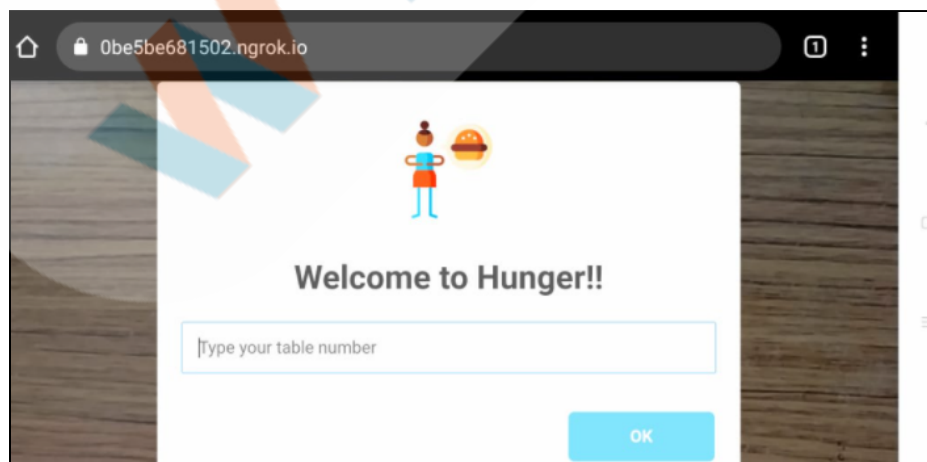 0be5be681502.ngrok.io
1
Welcome to Hunger!!
Type your table number
OK